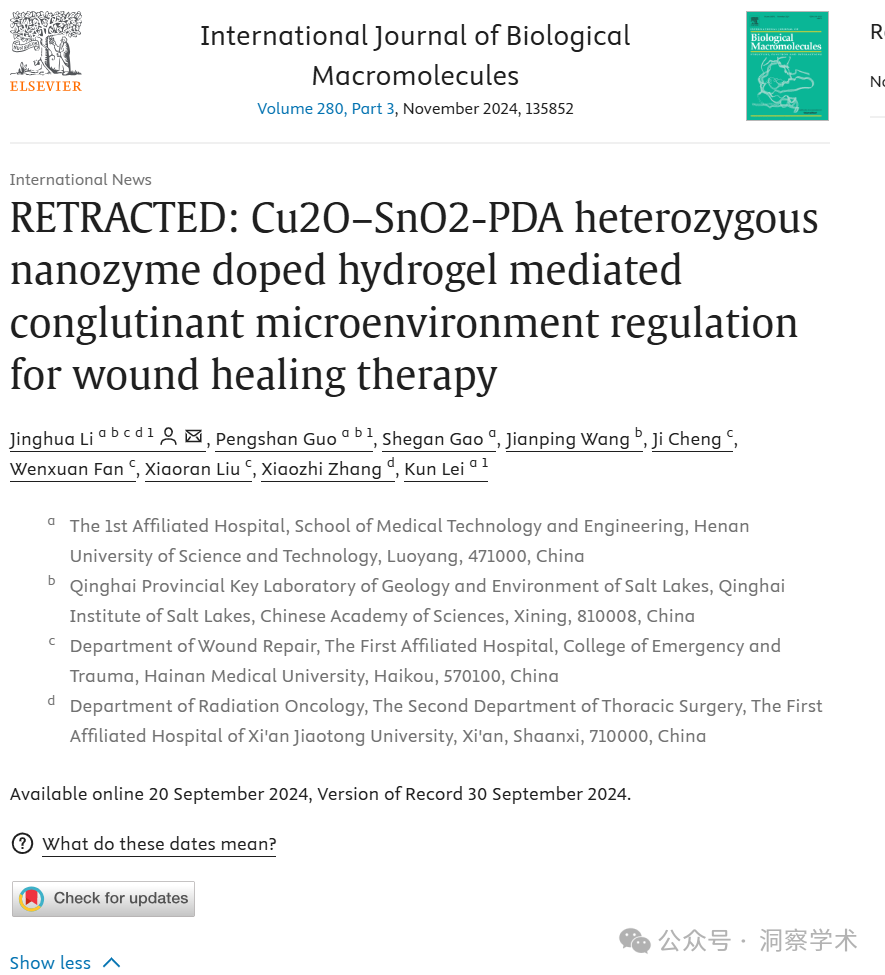 International Journal of Biological
Macromolecules
Volume 280, Part 3, November 2024, 135852
ELSEVIER
Biological
Macromolecules
International News
RETRACTED: Cu2O–SnO2-PDA heterozygous
nanozyme doped hydrogel mediated
conglutinant microenvironment regulation
for wound healing therapy
Jinghua Li a b c d 1, Pengshan Guo a b 1, Shegan Gao a, Jianping Wang b, Ji Cheng c,
Wenxuan Fan c, Xiaoran Liu c, Xiaozhi Zhang d, Kun Lei a 1
a The 1st Affiliated Hospital, School of Medical Technology and Engineering, Henan
University of Science and Technology, Luoyang, 471000, China
b Qinghai Provincial Key Laboratory of Geology and Environment of Salt Lakes, Qinghai
Institute of Salt Lakes, Chinese Academy of Sciences, Xining, 810008, China
c Department of Wound Repair, The First Affiliated Hospital, College of Emergency and
Trauma, Hainan Medical University, Haikou, 570100, China
d Department of Radiation Oncology, The Second Department of Thoracic Surgery, The First
Affiliated Hospital of Xi'an Jiaotong University, Xi'an, Shaanxi, 710000, China
Available online 20 September 2024, Version of Record 30 September 2024.
What do these dates mean?
Check for updates
公众号 · 洞察学术
Show less